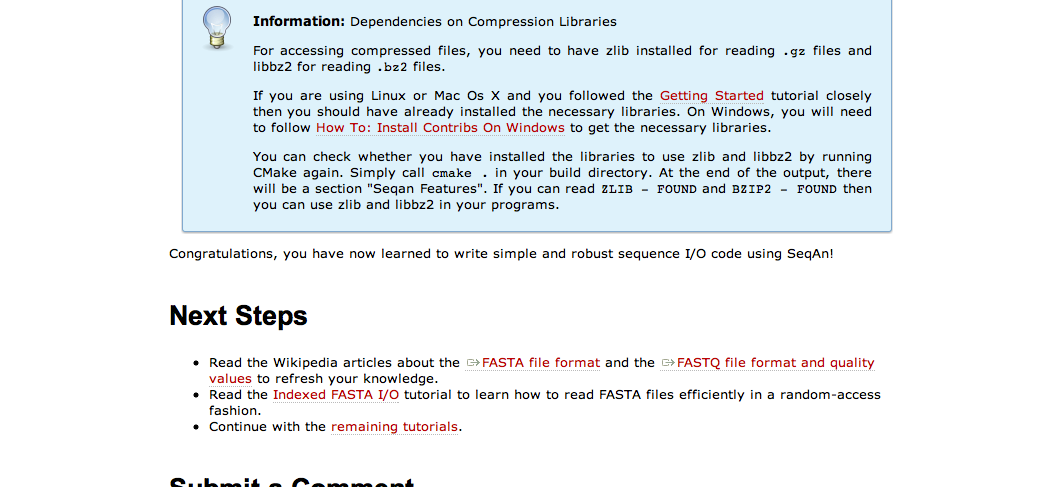 Information: Dependencies on Compression Libraries
For accessing compressed files, you need to have zlib installed for reading .gz files and
libbz2 for reading .bz2 files.
If you are using Linux or Mac Os X and you followed the Getting Started tutorial closely
then you should have already installed the necessary libraries. On Windows, you will need
to follow How To: Install Contribs On Windows to get the necessary libraries.
You can check whether you have installed the libraries to use zlib and libbz2 by running
CMake again. Simply call cmake . in your build directory. At the end of the output, there
will be a section "Seqan Features". If you can read ZLIB - FOUND and BZIP2 - FOUND then
you can use zlib and libbz2 in your programs.
Congratulations, you have now learned to write simple and robust sequence I/O code using SeqAn!
Next Steps
• Read the Wikipedia articles about the FASTA file format and the FASTQ file format and quality
values to refresh your knowledge.
• Read the Indexed FASTA I/O tutorial to learn how to read FASTA files efficiently in a random-access
fashion.
• Continue with the remaining tutorials.
Submit a Comment